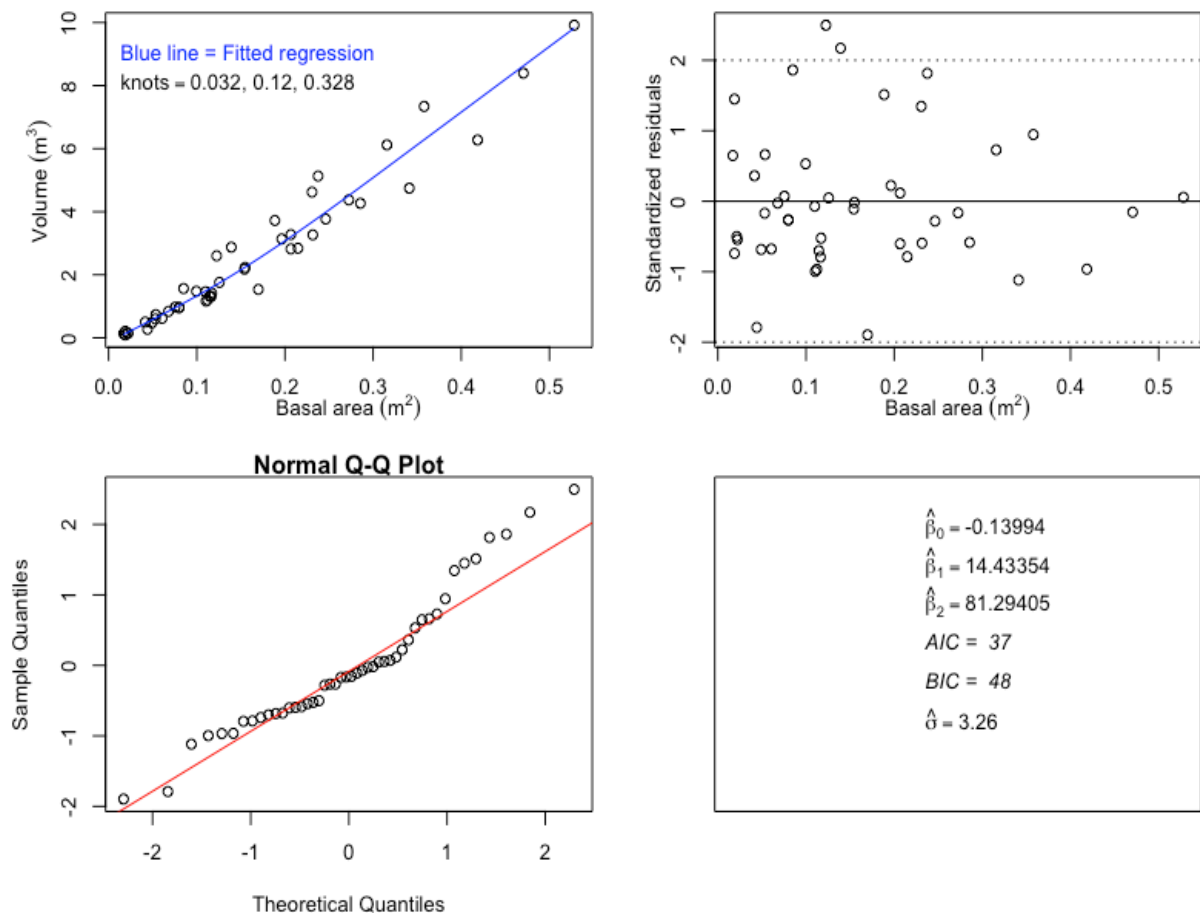 Blue line = Fitted regression
knots = 0.032, 0.12, 0.328
Volume (m³)
0 2 4 6 8 10
0.0 0.1 0.2 0.3 0.4 0.5
Basal area (m²)
Standardized residuals
-2 -1 0 1 2
0.0 0.1 0.2 0.3 0.4 0.5
Basal area (m²)
Normal Q-Q Plot
Sample Quantiles
-2 -1 0 1 2
-2 -1 0 1 2
Theoretical Quantiles
β̂₀ = -0.13994
β̂₁ = 14.43354
β̂₂ = 81.29405
AIC = 37
BIC = 48
σ̂ = 3.26